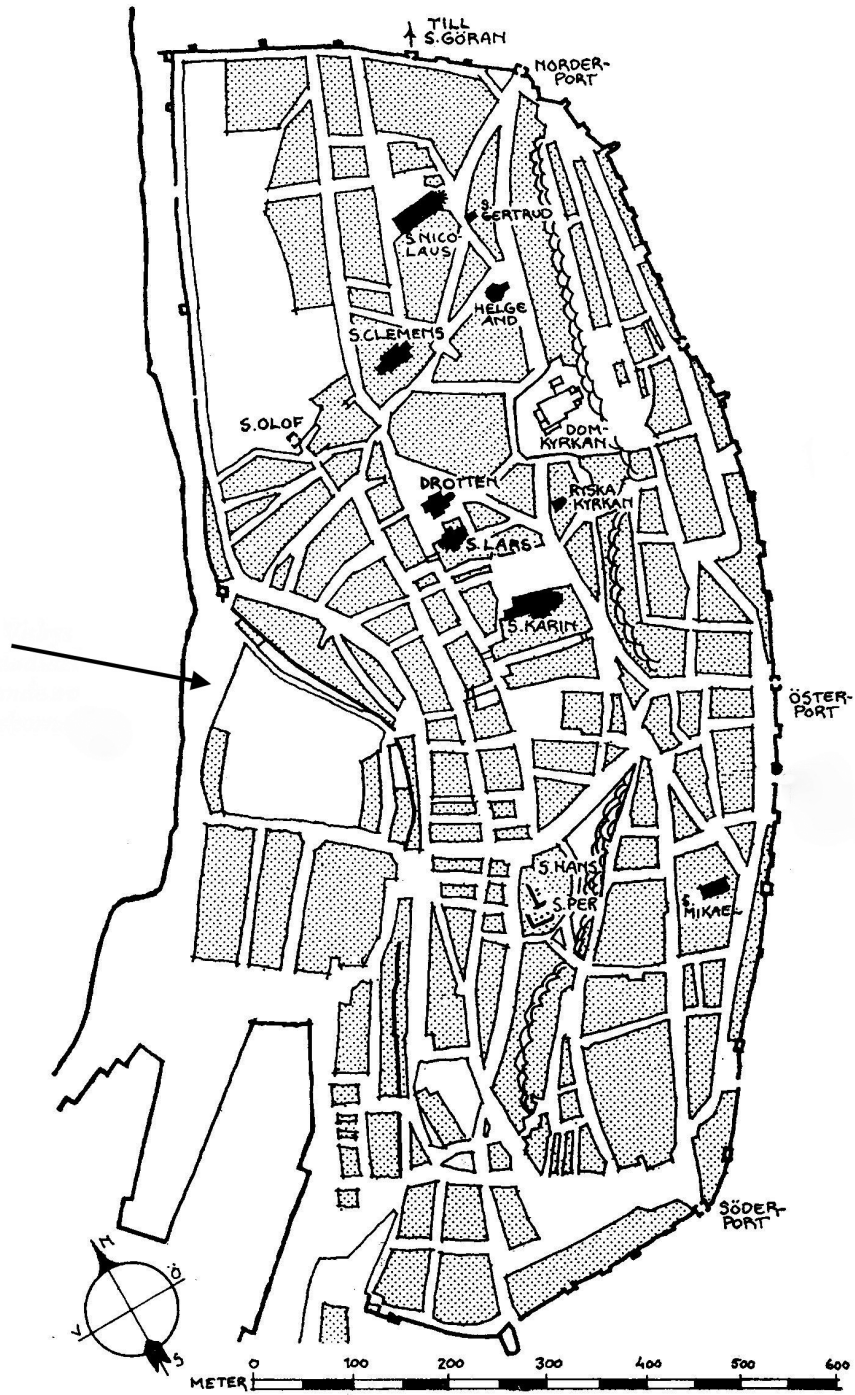 TILL
S. GÖRAN
NORDER-
PORT
S.
GERTRUD
S. NICO-
LAUS
HELGE
AND
S. CLEMENS
S. OLOF
DOM-
KYRKAN
DROTTEN
RYSKA
KYRKAN
S. LARS
S. KARIN
ÖSTER-
PORT
S. HANS
S. PER
S.
MIKAEL
SÖDER-
PORT
N
Ö
V
S
0 100 200 300 400 500 600
METER